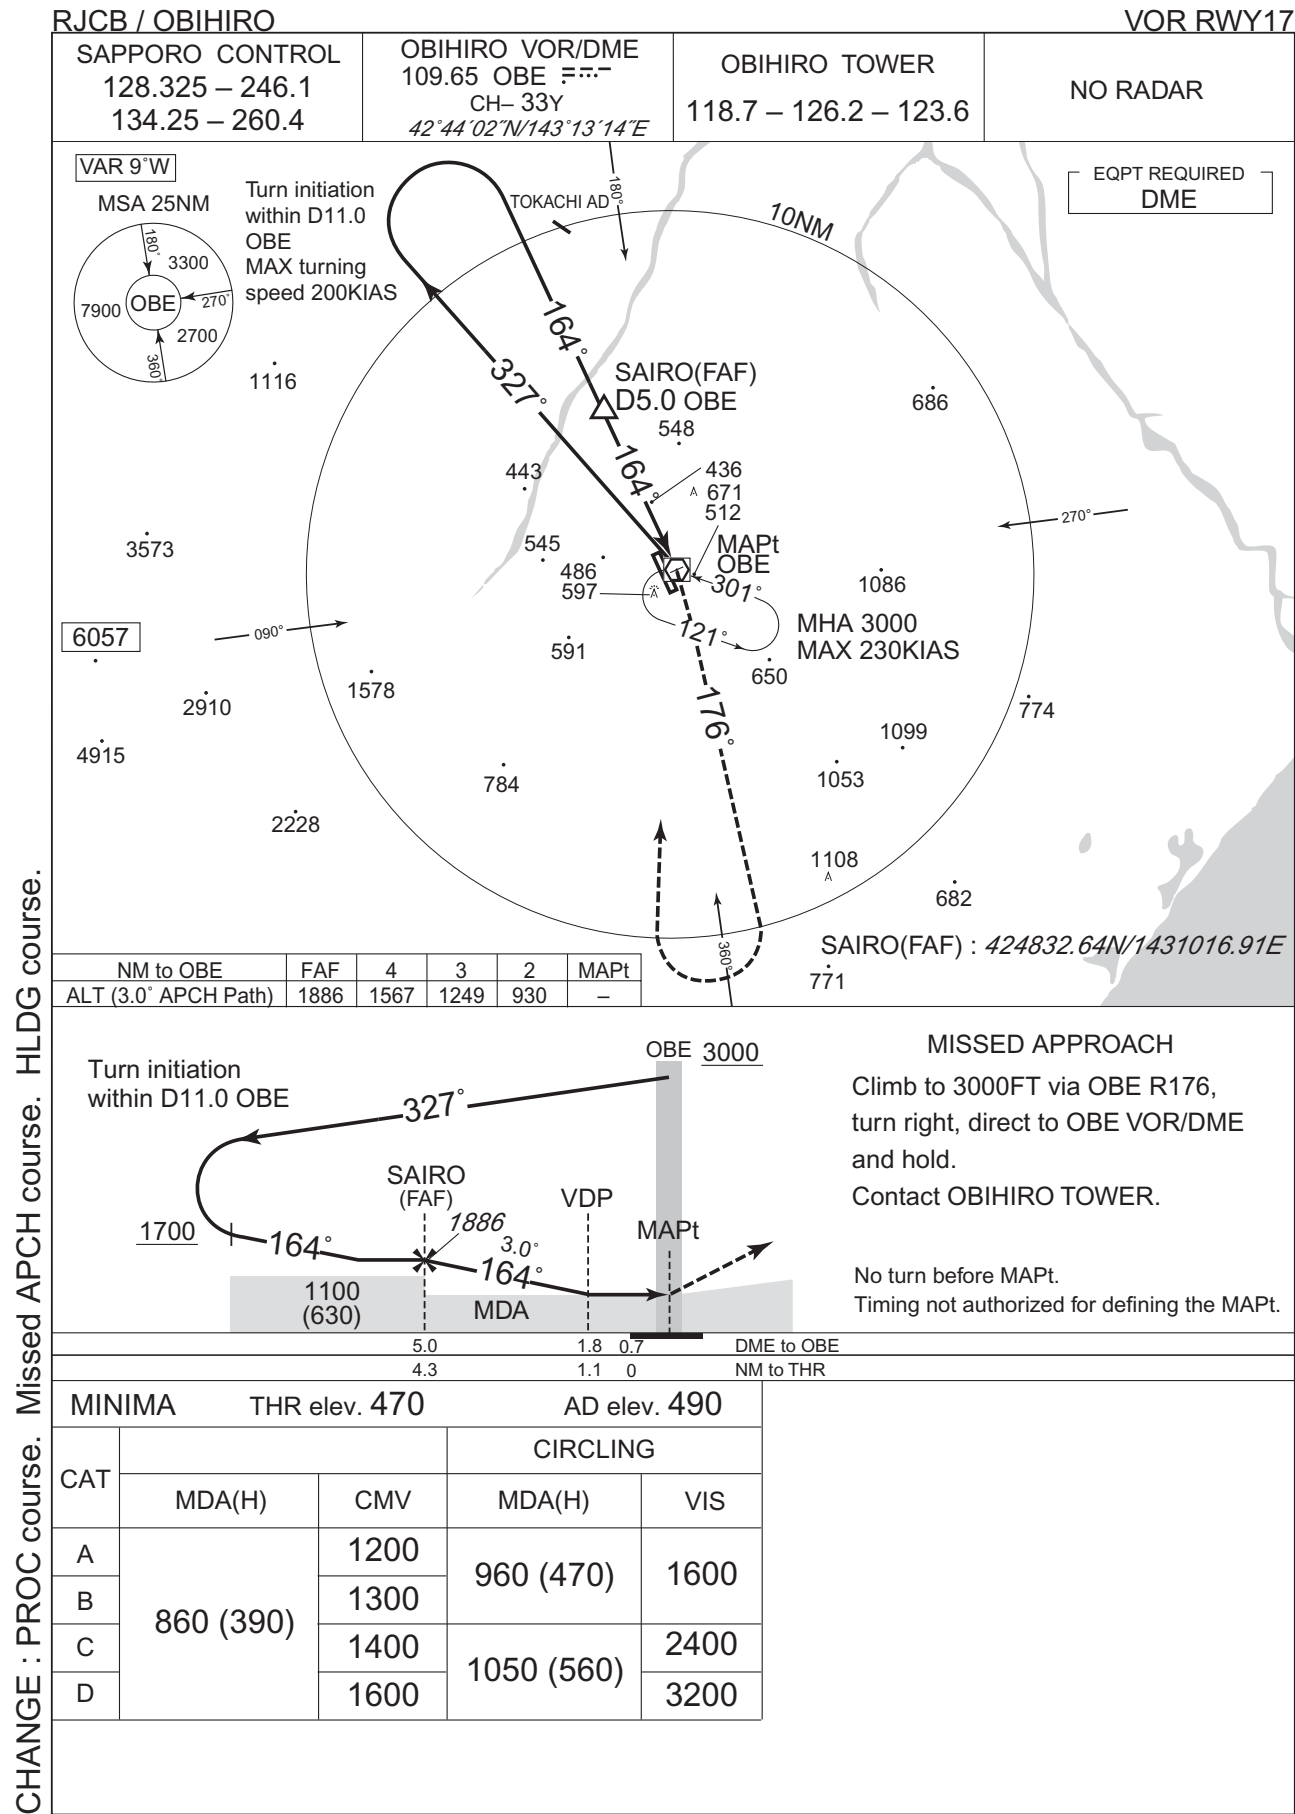 RJCB / OBIHIRO
VOR RWY17
SAPPORO CONTROL
128.325 – 246.1
134.25 – 260.4
OBIHIRO VOR/DME
109.65 OBE
CH– 33Y
42˚44´02˝N/143˚13´14˝E
OBIHIRO TOWER
118.7 – 126.2 – 123.6
NO RADAR
VAR 9˚W
MSA 25NM
180˚
3300
7900
OBE
270˚
2700
360˚
Turn initiation
within D11.0
OBE
MAX turning
speed 200KIAS
TOKACHI AD
180˚
10NM
EQPT REQUIRED
DME
164˚
327˚
SAIRO(FAF)
D5.0 OBE
164˚
1116
686
548
443
436
671
512
3573
545
486
597
MAPt
OBE
301˚
121˚
270˚
1086
MHA 3000
MAX 230KIAS
6057
090˚
591
650
1578
2910
176˚
774
4915
1099
784
1053
2228
1108
682
360˚
SAIRO(FAF) : 424832.64N/1431016.91E
771
NM to OBE FAF 4 3 2 MAPt
ALT (3.0˚ APCH Path) 1886 1567 1249 930 –
Turn initiation
within D11.0 OBE
327˚
OBE 3000
SAIRO
(FAF)
1886
VDP
MAPt
1700
164˚
3.0˚
164˚
1100
(630)
MDA
MISSED APPROACH
Climb to 3000FT via OBE R176,
turn right, direct to OBE VOR/DME
and hold.
Contact OBIHIRO TOWER.
No turn before MAPt.
Timing not authorized for defining the MAPt.
5.0 1.8 0.7 DME to OBE
4.3 1.1 0 NM to THR
MINIMA THR elev. 470 AD elev. 490
CIRCLING
CAT MDA(H) CMV MDA(H) VIS
A 860 (390) 1200 960 (470) 1600
B 1300
C 1400 1050 (560) 2400
D 1600 3200
CHANGE : PROC course. Missed APCH course. HLDG course.